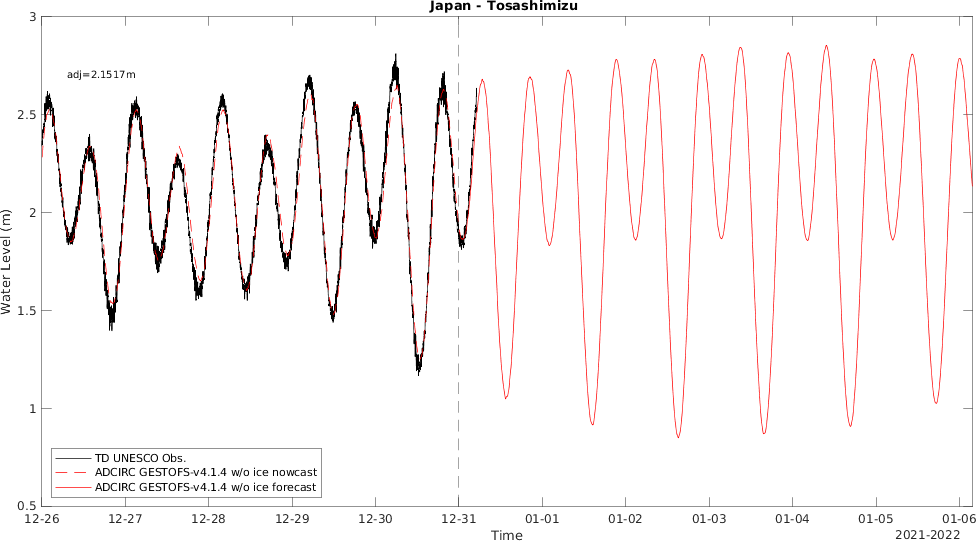 Japan - Tosashimizu
3
adj=2.1517m
2.5
2
Water Level (m)
1.5
1
TD UNESCO Obs.
ADCIRC GESTOFS-v4.1.4 w/o ice nowcast
ADCIRC GESTOFS-v4.1.4 w/o ice forecast
0.5
12-26 12-27 12-28 12-29 12-30 12-31 01-01 01-02 01-03 01-04 01-05 01-06
Time
2021-2022